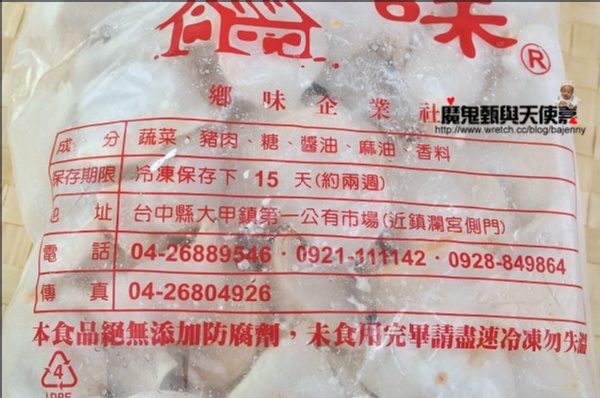 味®
鄉味企業社
魔鬼甄與天使嘉
http://www.wretch.cc/blog/bajenny
成分 蔬菜、豬肉、糖、醬油、麻油、香料
保存期限 冷凍保存下 15 天(約兩週)
地址 台中縣大甲鎮第一公有市場(近鎮瀾宮側門)
電話 04-26889546·0921-111142·0928-849864
傳真 04-26804926
本食品絕無添加防腐劑，未食用完畢請盡速冷凍勿失溫
4
LDPE